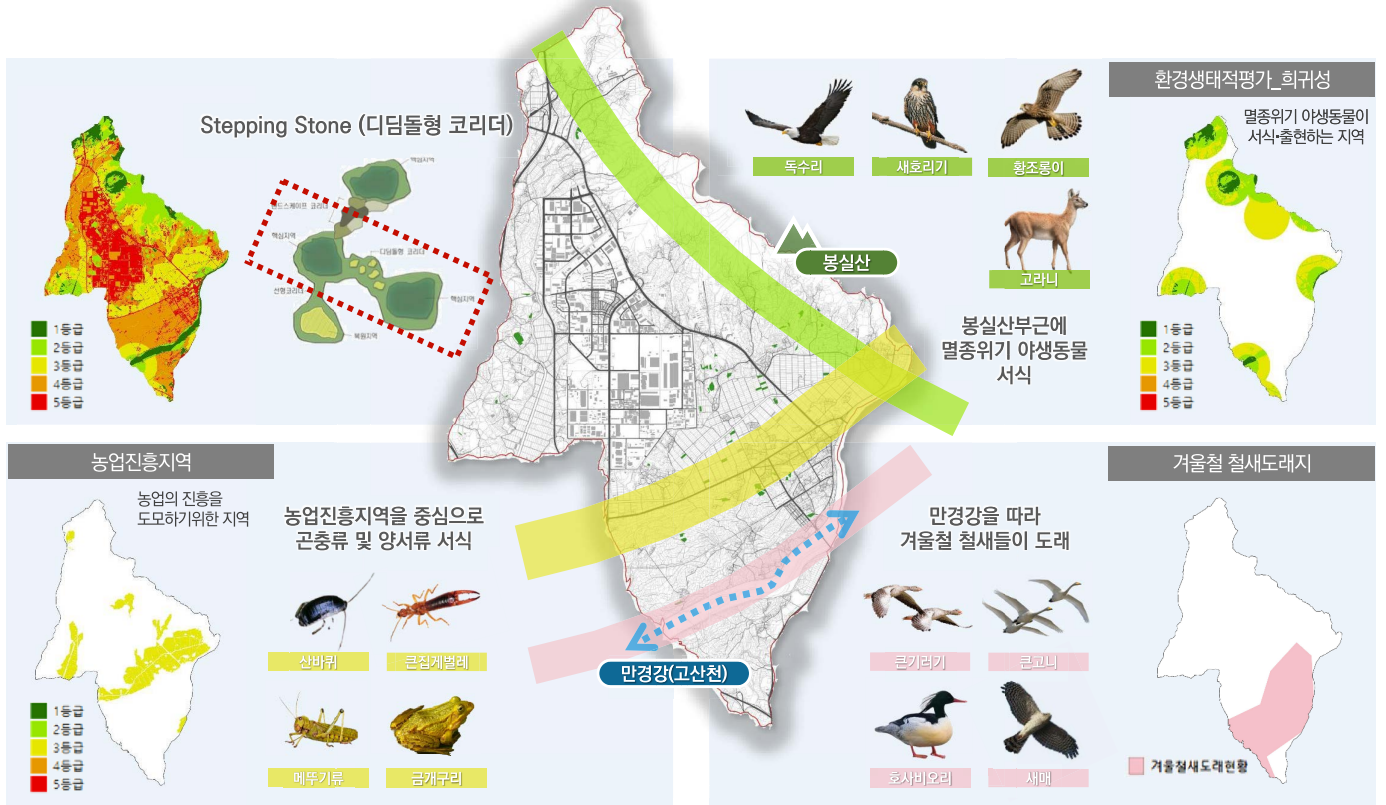 Stepping Stone (디딤돌형 코리더)
핵심지역
랜드스케이프 코리더
핵심지역
디딤돌형 코리더
선형코리더
핵심지역
복원지역
1등급
2등급
3등급
4등급
5등급
봉실산
독수리
새호리기
황조롱이
고라니
봉실산부근에
멸종위기 야생동물
서식
환경생태적평가_희귀성
멸종위기 야생동물이
서식•출현하는 지역
1등급
2등급
3등급
4등급
5등급
농업진흥지역
농업의 진흥을
도모하기위한 지역
1등급
2등급
3등급
4등급
5등급
농업진흥지역을 중심으로
곤충류 및 양서류 서식
산바퀴
큰집게벌레
메뚜기류
금개구리
만경강(고산천)
만경강을 따라
겨울철 철새들이 도래
큰기러기
큰고니
호사비오리
새매
겨울철 철새도래지
겨울철새도래현황